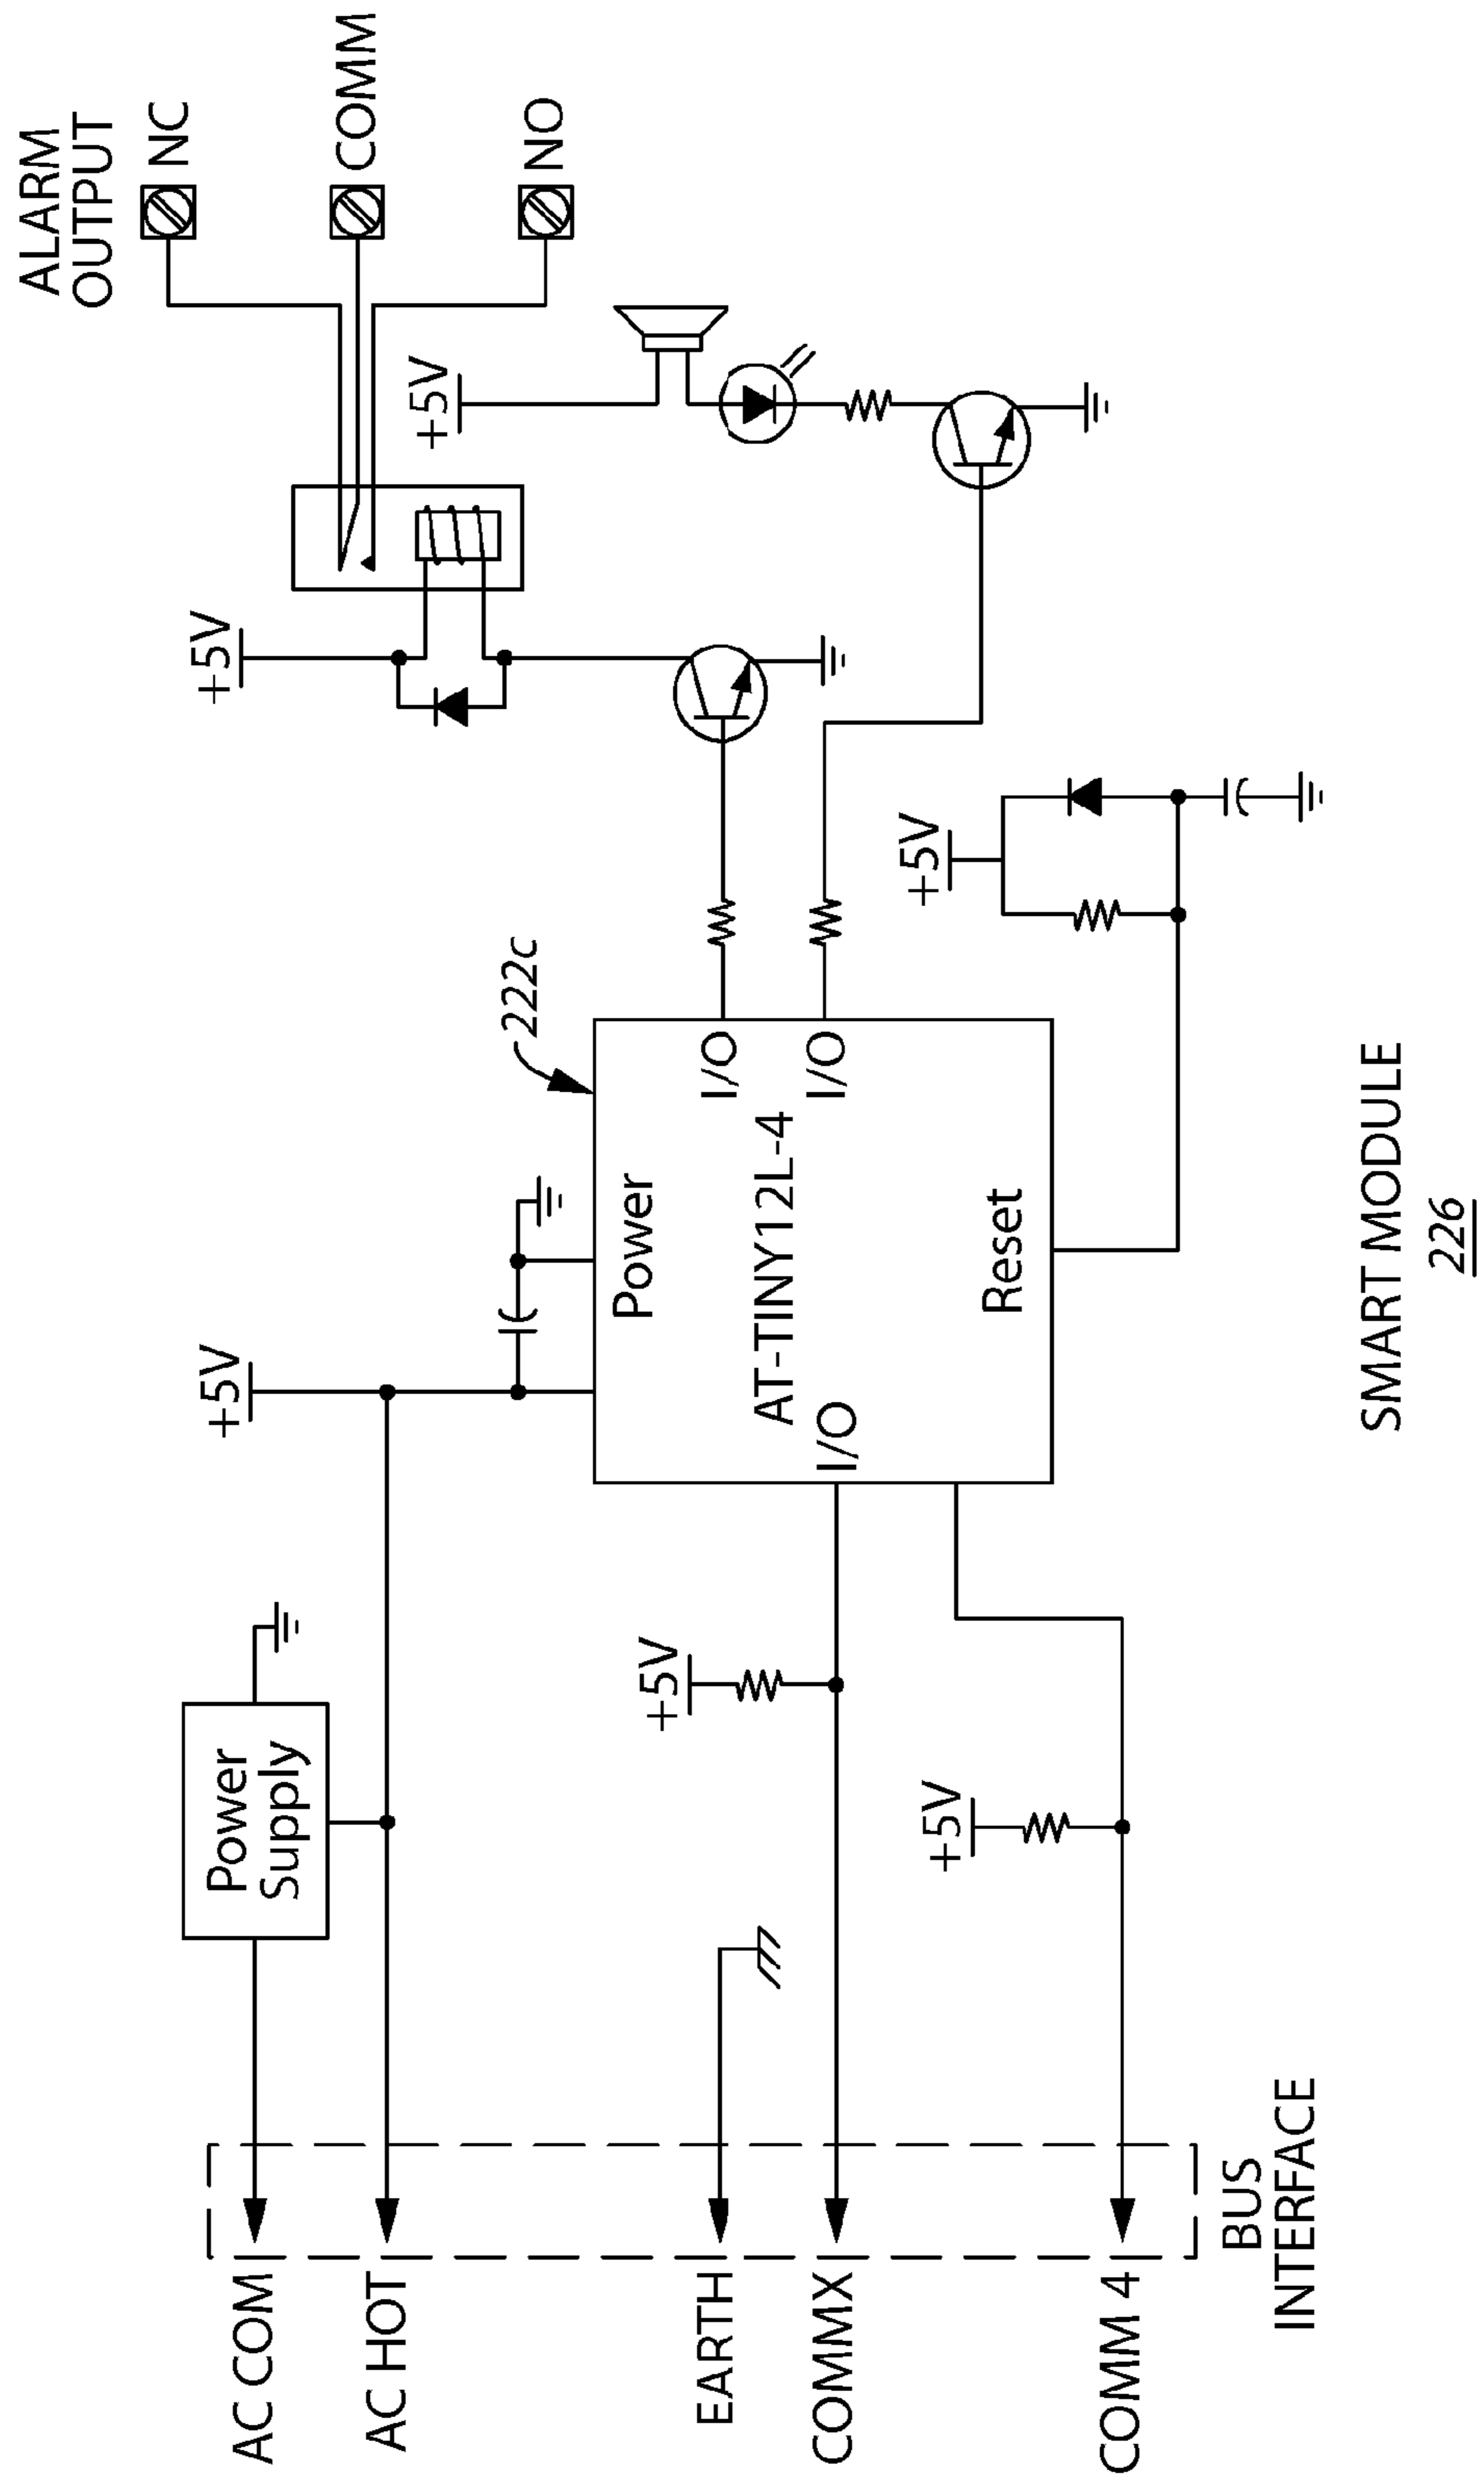 ALARM
OUTPUT
NC
COMM
NO
+5V
+5V
+5V
222c
I/O
I/O
Power
AT-TINY12L-4
Reset
I/O
+5V
Power
Supply
+5V
+5V
AC COM
AC HOT
EARTH
COMMX
COMM 4
BUS
INTERFACE
SMART MODULE
226